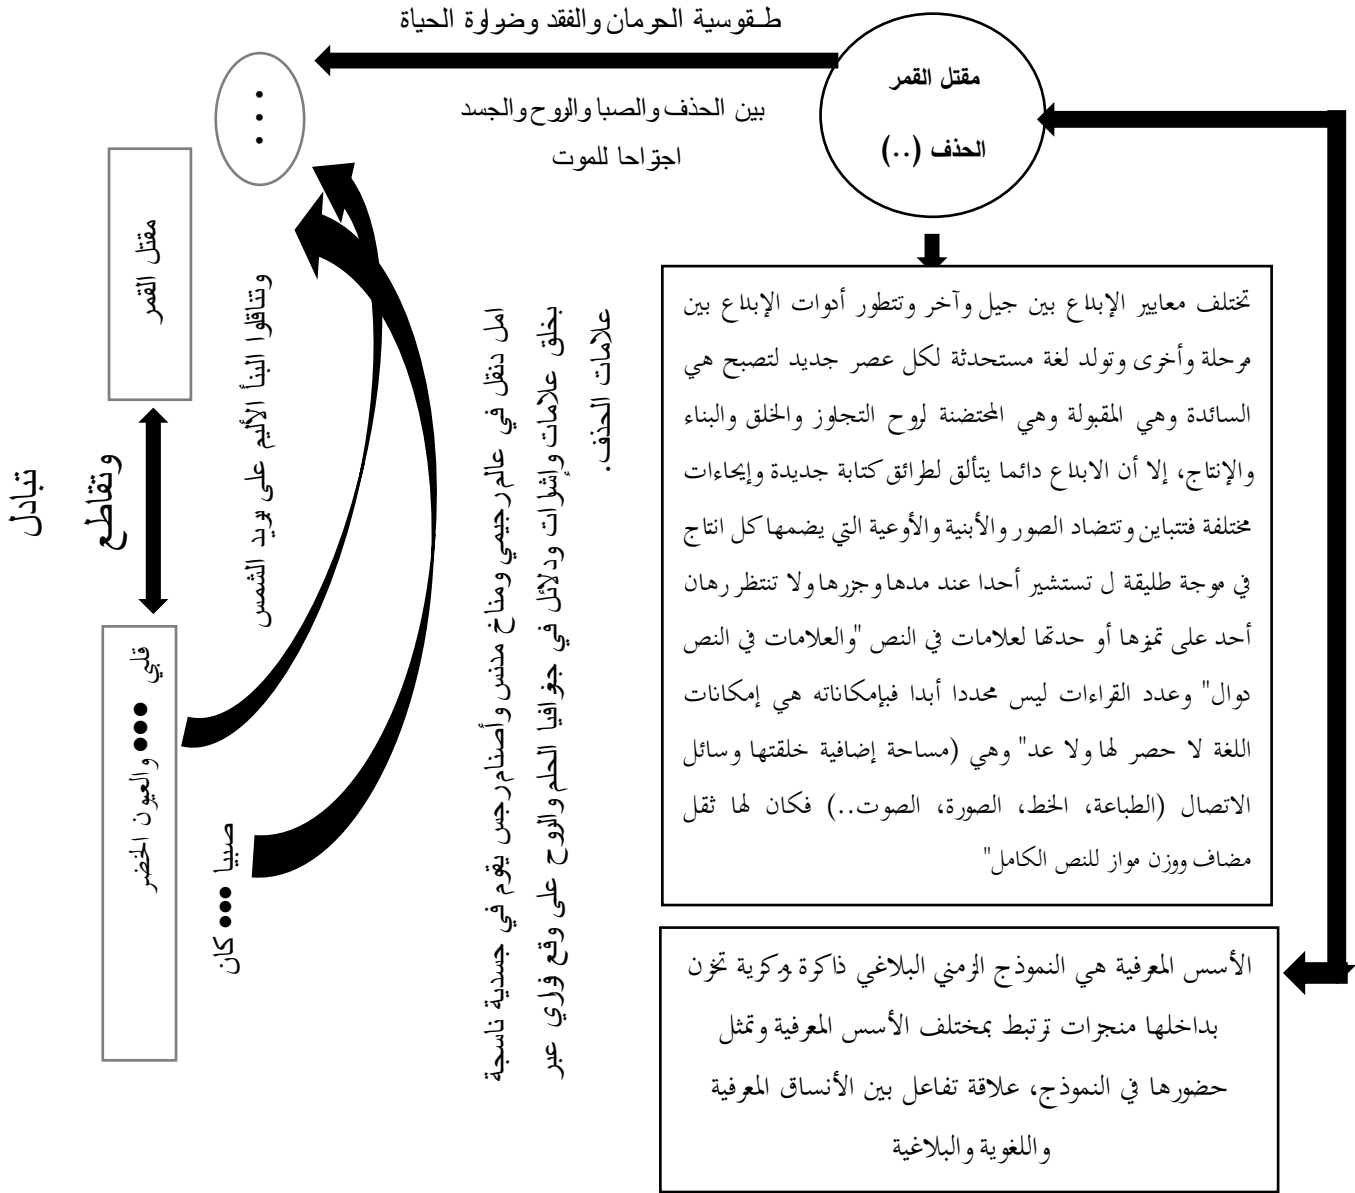 طقوسية الحرمان والفقد وضراوة الحياة
بين الحذف والصبا والروح والجسد
اجتراحا للموت
مقتل القمر
الحذف (..)
...
تختلف معايير الإبداع بين جيل وآخر وتتطور أدوات الإبداع بين
مرحلة وأخرى وتولد لغة مستحدثة لكل عصر جديد لتصبح هي
السائدة وهي المقبولة وهي المحتضنة لروح التجاوز والخلق والبناء
والإنتاج، إلا أن الابداع دائما يتألق لطرائق كتابة جديدة وإيحاءات
مختلفة فتتباين وتتضاد الصور والأبنية والأوعية التي يضمها كل انتاج
في موجة طليقة ل تستشير أحدا عند مدها وجزرها ولا تنتظر رهان
أحد على تميزها أو حدتها لعلامات في النص "والعلامات في النص
دوال" وعدد القراءات ليس محددا أبدا فبإمكاناته هي إمكانات
اللغة لا حصر لها ولا عد" وهي (مساحة إضافية خلقتها وسائل
الاتصال (الطباعة، الخط، الصورة، الصوت..) فكان لها ثقل
مضاف ووزن مواز للنص الكامل"
الأسس المعرفية هي النموذج الزمني البلاغي ذاكرة مركزية تخزن
بداخلها منجزات ترتبط بمختلف الأسس المعرفية وتمثل
حضورها في النموذج، علاقة تفاعل بين الأنساق المعرفية
واللغوية والبلاغية
امل دنقل في عالم رجيمي ومناخ مدنس وأصنام رجس يقوم في جسدية ناسجة
بخلق علامات وإشارات ودلائل في جغرافيا الحلم والروح على وقع قراري عبر
علامات الحذف.
وتناقلوا النبأ الأليم على بريد الشمس
صبيا ••• كان
مقتل القمر
قلبي ••• والعيون الخضر
تبادل
وتقاطع